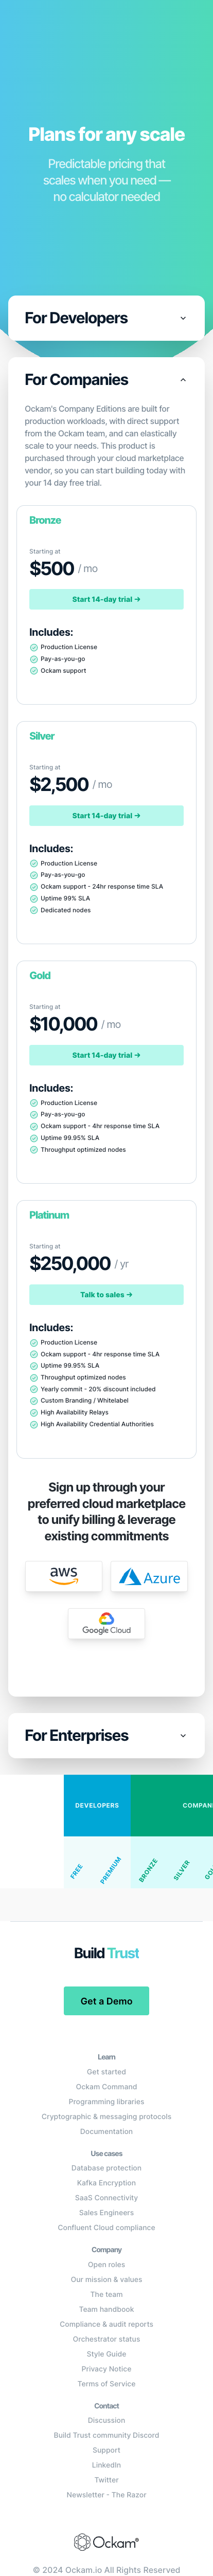 Plans for any scale
Predictable pricing that
scales when you need —
no calculator needed
For Developers
For Companies
Ockam's Company Editions are built for
production workloads, with direct support
from the Ockam team, and can elastically
scale to your needs. This product is
purchased through your cloud marketplace
vendor, so you can start building today with
your 14 day free trial.
Bronze
Starting at
$500 / mo
Start 14-day trial →
Includes:
Production License
Pay-as-you-go
Ockam support
Silver
Starting at
$2,500 / mo
Start 14-day trial →
Includes:
Production License
Pay-as-you-go
Ockam support - 24hr response time SLA
Uptime 99% SLA
Dedicated nodes
Gold
Starting at
$10,000 / mo
Start 14-day trial →
Includes:
Production License
Pay-as-you-go
Ockam support - 4hr response time SLA
Uptime 99.95% SLA
Throughput optimized nodes
Platinum
Starting at
$250,000 / yr
Talk to sales →
Includes:
Production License
Ockam support - 4hr response time SLA
Uptime 99.95% SLA
Throughput optimized nodes
Yearly commit - 20% discount included
Custom Branding / Whitelabel
High Availability Relays
High Availability Credential Authorities
Sign up through your
preferred cloud marketplace
to unify billing & leverage
existing commitments
aws
Azure
Google Cloud
For Enterprises
DEVELOPERS
COMPANI
FREE
PREMIUM
BRONZE
SILVER
GO
Build Trust
Get a Demo
Learn
Get started
Ockam Command
Programming libraries
Cryptographic & messaging protocols
Documentation
Use cases
Database protection
Kafka Encryption
SaaS Connectivity
Sales Engineers
Confluent Cloud compliance
Company
Open roles
Our mission & values
The team
Team handbook
Compliance & audit reports
Orchestrator status
Style Guide
Privacy Notice
Terms of Service
Contact
Discussion
Build Trust community Discord
Support
LinkedIn
Twitter
Newsletter - The Razor
Ockam®
© 2024 Ockam.io All Rights Reserved